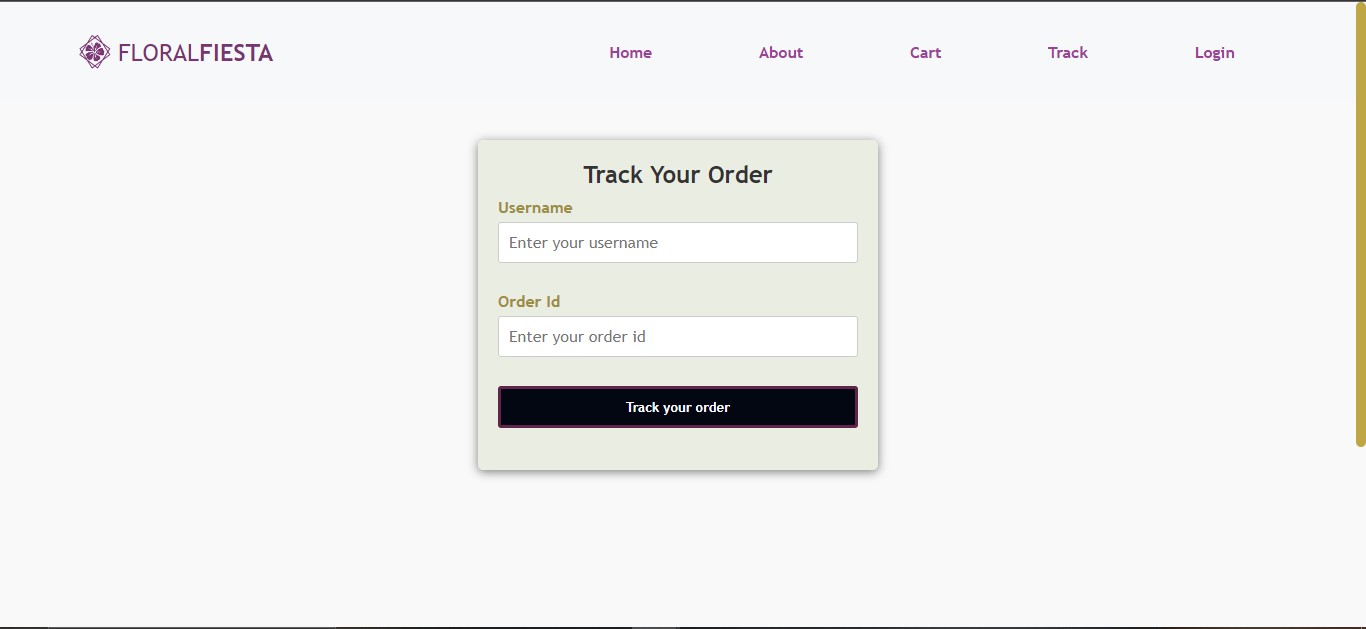 FLORALFIESTA Home About Cart Track Login
Track Your Order
Username
Enter your username
Order Id
Enter your order id
Track your order